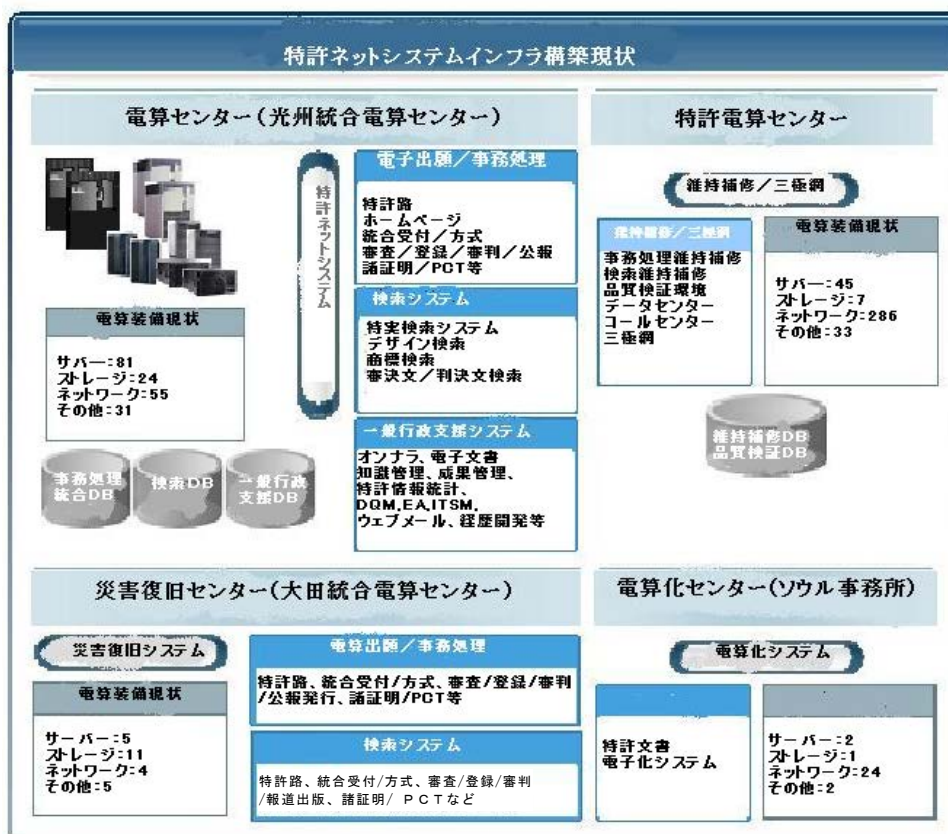 特許ネットシステムインフラ構築現状
電算センター(光州統合電算センター)
特許ネットシステム
電算装備現状
サバー:81
ストレージ:24
ネットワーク:55
その他:31
事務処理
統合DB
検索DB
一般行政
支援DB
電子出願/事務処理
特許路
ホームページ
統合受付/方式
審査/登録/審判/公報
諸証明/PCT等
検索システム
特実検索システム
デザイン検索
商標検索
審決文/判決文検索
一般行政支援システム
オンナラ、電子文書
知識管理、成果管理、
特許情報統計、
DQM,EA,ITSM,
ウェブメール、経歴開発等
特許電算センター
維持補修/三極網
維持補修/三極網
事務処理維持補修
検索維持補修
品質検証環境
データセンター
コールセンター
三極網
電算装備現状
サバー:45
ストレージ:7
ネットワーク:286
その他:33
維持補修DB
品質検証DB
災害復旧センター(大田統合電算センター)
災害復旧システム
電算装備現状
サーバー:5
ストレージ:11
ネットワーク:4
その他:5
電算出願/事務処理
特許路、統合受付/方式、審査/登録/審判
/公報発行、諸証明/PCT等
検索システム
特許路、統合受付/方式、審査/登録/審判
/報道出版、諸証明/ PCTなど
電算化センター(ソウル事務所)
電算化システム
特許文書
電子化システム
サーバー:2
ストレージ:1
ネットワーク:24
その他:2